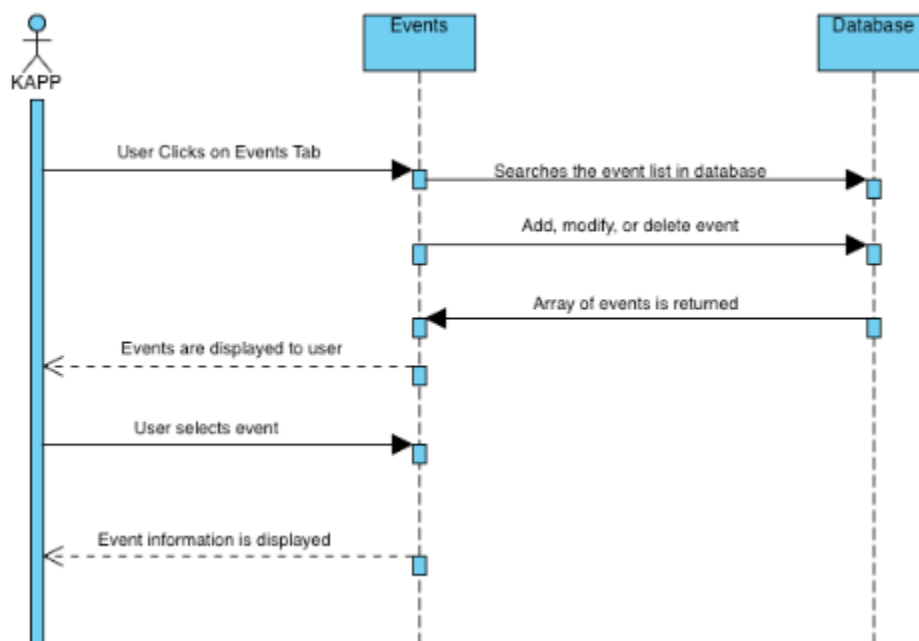 Events
Database
KAPP
User Clicks on Events Tab
Searches the event list in database
Add, modify, or delete event
Array of events is returned
Events are displayed to user
User selects event
Event information is displayed